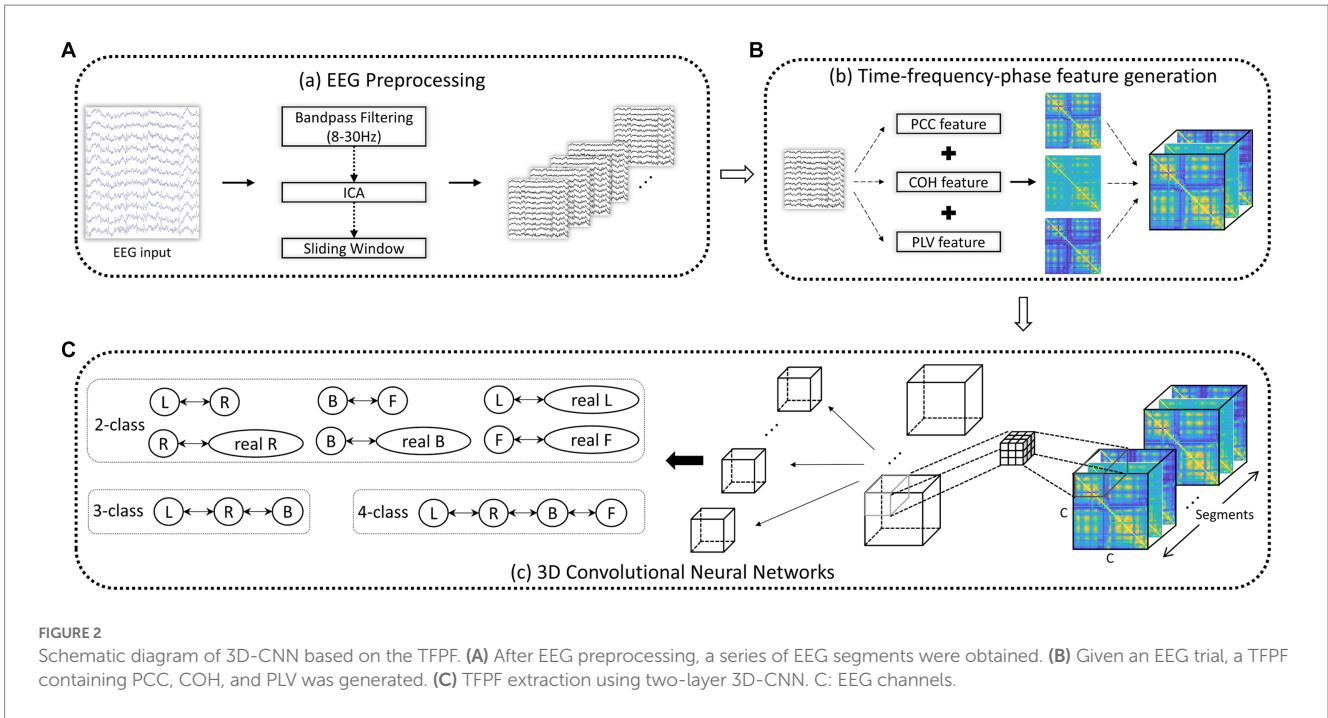 A
(a) EEG Preprocessing
EEG input
Bandpass Filtering
(8-30Hz)
ICA
Sliding Window
B
(b) Time-frequency-phase feature generation
PCC feature
COH feature
PLV feature
C
2-class
L R
B F
L real L
R real R
B real B
F real F
3-class
L R B
4-class
L R B F
C
C
Segments
(c) 3D Convolutional Neural Networks
FIGURE 2
Schematic diagram of 3D-CNN based on the TFPF. (A) After EEG preprocessing, a series of EEG segments were obtained. (B) Given an EEG trial, a TFPF
containing PCC, COH, and PLV was generated. (C) TFPF extraction using two-layer 3D-CNN. C: EEG channels.